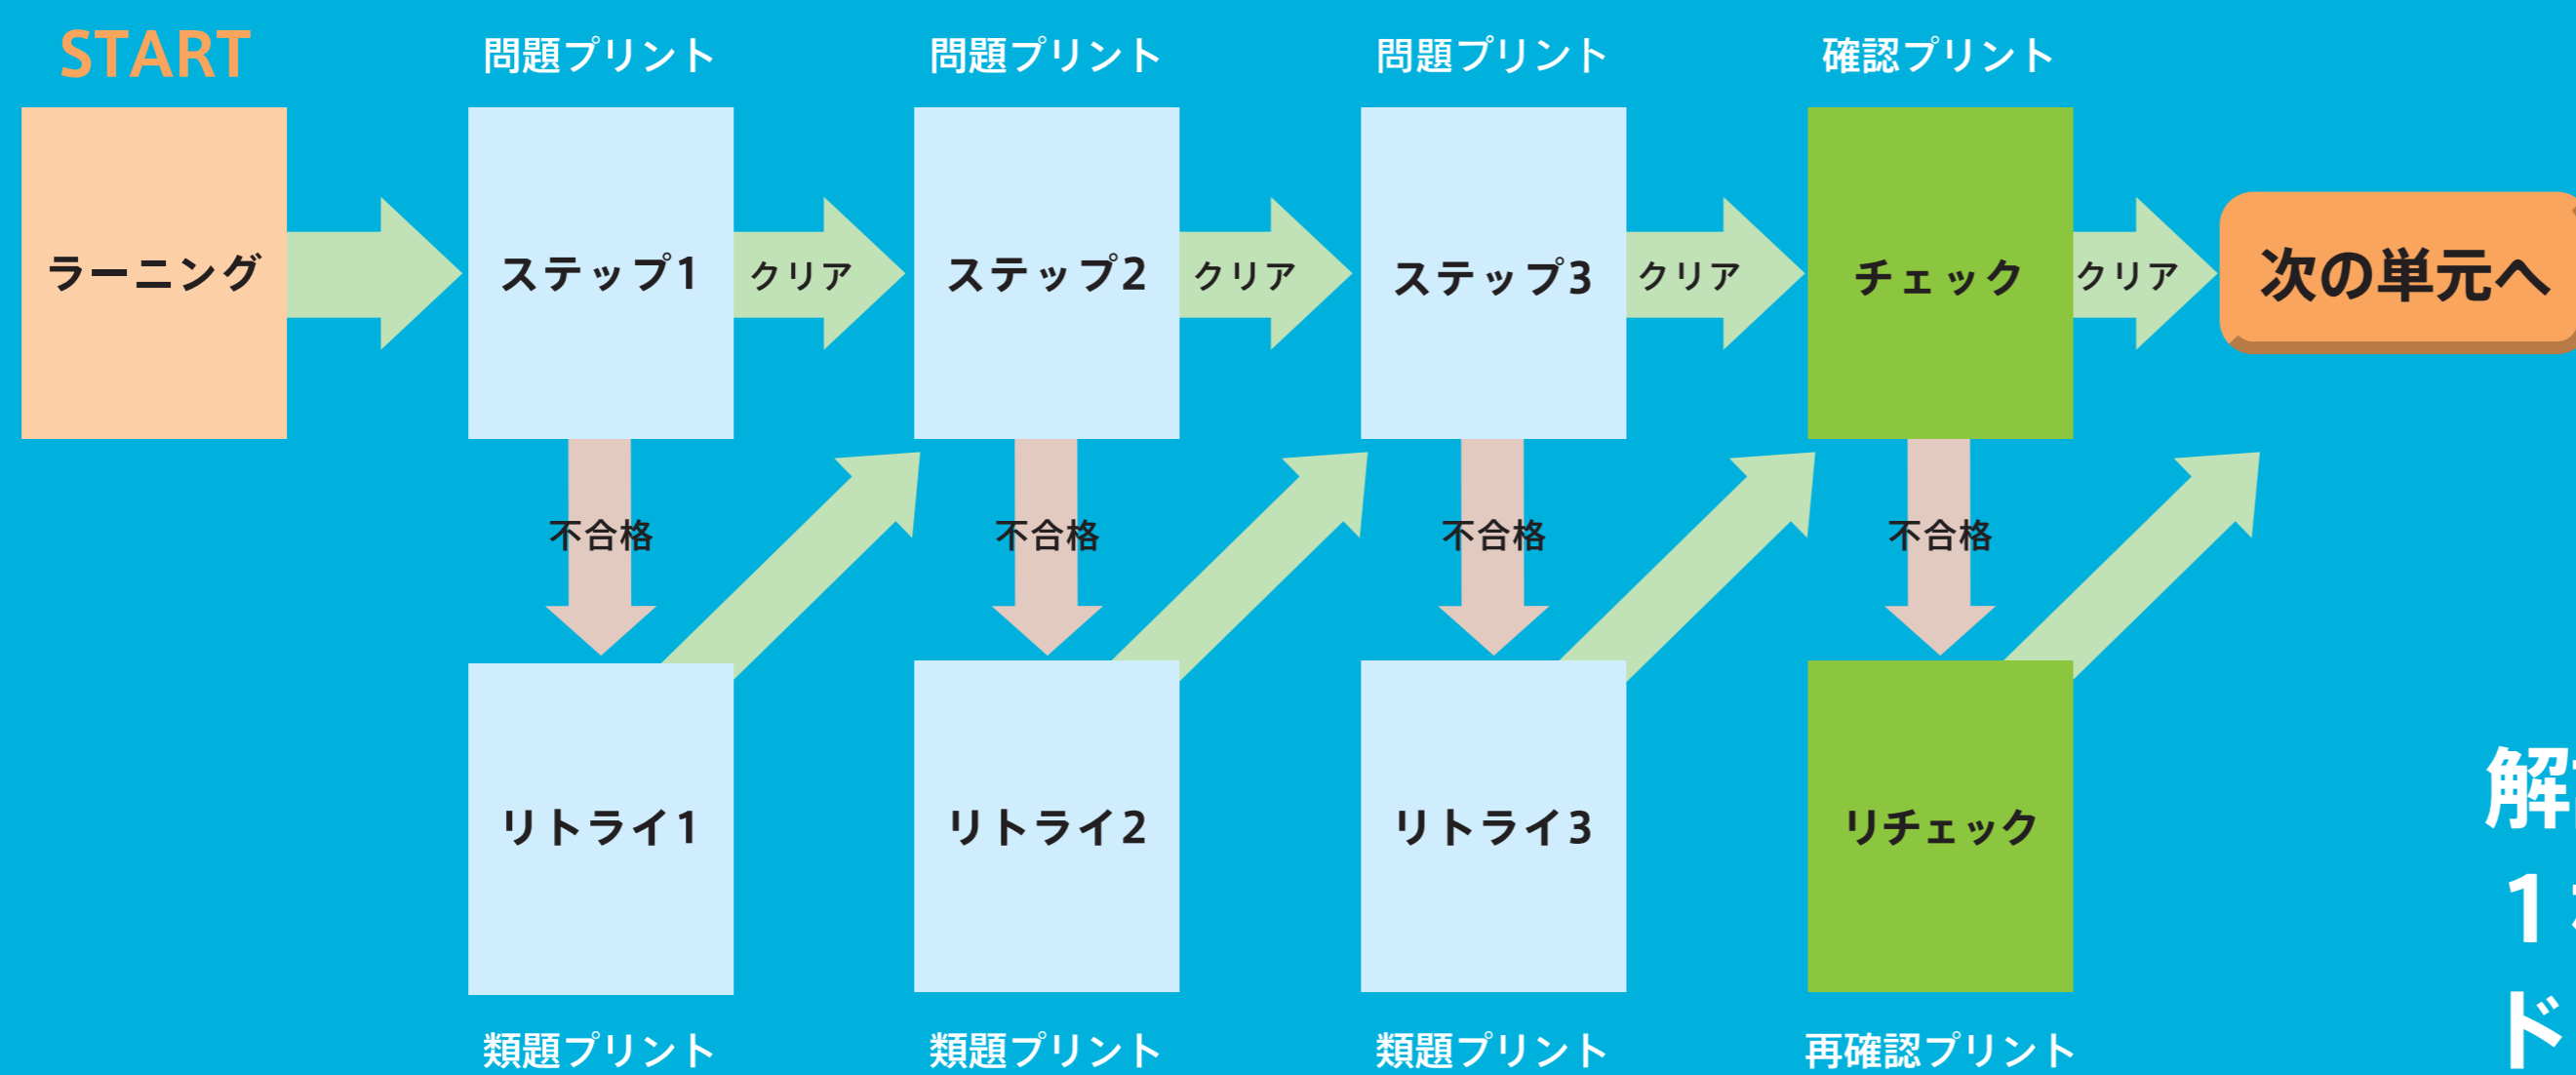 START
問題プリント
問題プリント
問題プリント
確認プリント
ラーニング
ステップ1
クリア
ステップ2
クリア
ステップ3
クリア
チェック
クリア
次の単元へ
不合格
不合格
不合格
不合格
リトライ1
リトライ2
リトライ3
リチェック
解
1
ド
類題プリント
類題プリント
類題プリント
再確認プリント